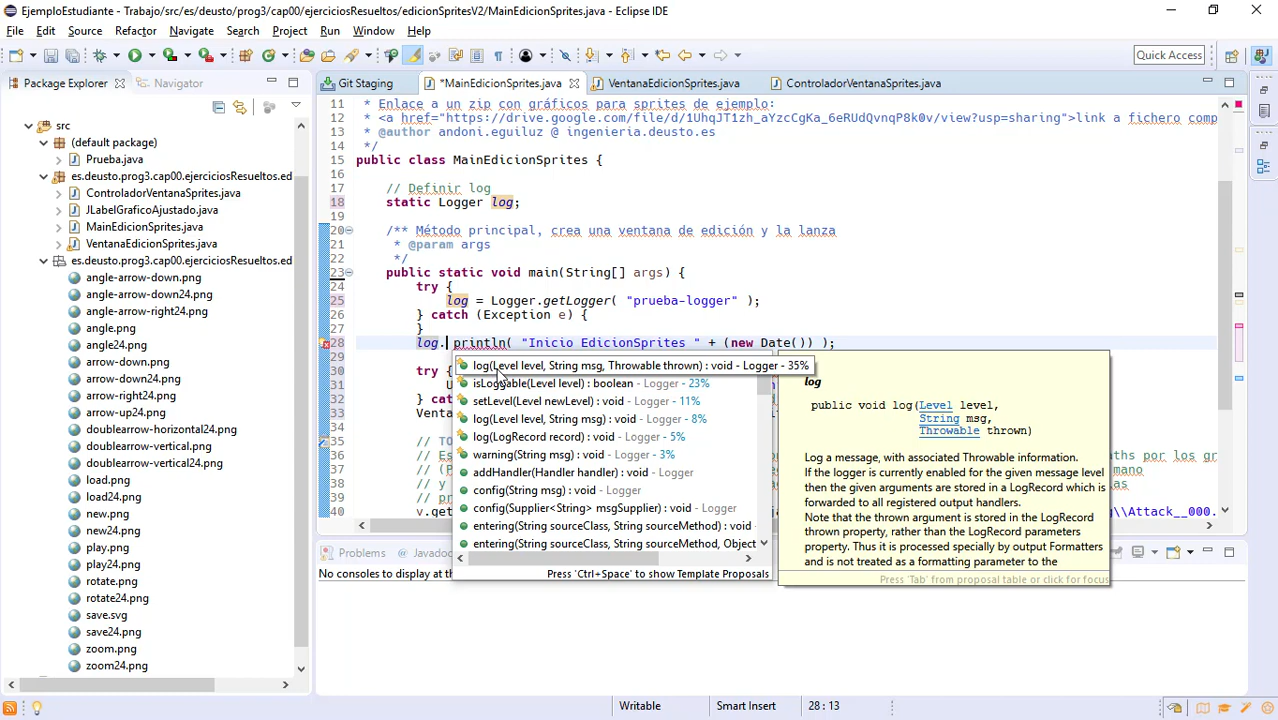 EjemploEstudiante - Trabajo/src/es/deusto/prog3/cap00/ejerciciosResueltos/edicionSpritesV2/MainEdicionSprites.java - Eclipse IDE
File Edit Source Refactor Navigate Search Project Run Window Help
Quick Access
Package Explorer Navigator
Git Staging *MainEdicionSprites.java VentanaEdicionSprites.java ControladorVentanaSprites.java
src
(default package)
Prueba.java
es.deusto.prog3.cap00.ejerciciosResueltos.ed
ControladorVentanaSprites.java
JLabelGraficoAjustado.java
MainEdicionSprites.java
VentanaEdicionSprites.java
es.deusto.prog3.cap00.ejerciciosResueltos.ed
angle-arrow-down.png
angle-arrow-down24.png
angle-arrow-right24.png
angle.png
angle24.png
arrow-down.png
arrow-down24.png
arrow-right24.png
arrow-up24.png
doublearrow-horizontal24.png
doublearrow-vertical.png
doublearrow-vertical24.png
load.png
load24.png
new.png
new24.png
play.png
play24.png
rotate.png
rotate24.png
save.svg
save24.png
zoom.png
zoom24.png
11 * Enlace a un zip con gráficos para sprites de ejemplo:
12 * <a href="https://drive.google.com/file/d/1UhqJT1zh_aYzcCgKa_6eRUdQvnqP8k0v/view?usp=sharing">link a fichero comp
13 * @author andoni.eguiluz @ ingenieria.deusto.es
14 */
15 public class MainEdicionSprites {
16
17 // Definir log
18 static Logger log;
19
20 /** Método principal, crea una ventana de edición y la lanza
21 * @param args
22 */
23 public static void main(String[] args) {
24 try {
25 log = Logger.getLogger( "prueba-logger" );
26 } catch (Exception e) {
27 }
28 log. println( "Inicio EdicionSprites " + (new Date()) );
29
30 try {
31 U
32 } catc
33 Venta
35 // TO
36 // Es aths por los gr
37 // (P mano
38 // y as
39 // pr
40 v.get g\\Attack__000.
log(Level level, String msg, Throwable thrown) : void - Logger - 35%
isLoggable(Level level) : boolean - Logger - 23%
setLevel(Level newLevel) : void - Logger - 11%
log(Level level, String msg) : void - Logger - 8%
log(LogRecord record) : void - Logger - 5%
warning(String msg) : void - Logger - 3%
addHandler(Handler handler) : void - Logger
config(String msg) : void - Logger
config(Supplier<String> msgSupplier) : void - Logger
entering(String sourceClass, String sourceMethod) : void
entering(String sourceClass, String sourceMethod, Object
Press 'Ctrl+Space' to show Template Proposals
log
public void log(Level level,
String msg,
Throwable thrown)
Log a message, with associated Throwable information.
If the logger is currently enabled for the given message level
then the given arguments are stored in a LogRecord which is
forwarded to all registered output handlers.
Note that the thrown argument is stored in the LogRecord
thrown property, rather than the LogRecord parameters
property. Thus it is processed specially by output Formatters
and is not treated as a formatting parameter to the
Press 'Tab' from proposal table or click for focus
Problems Javadoc
No consoles to display at th
Writable Smart Insert 28 : 13